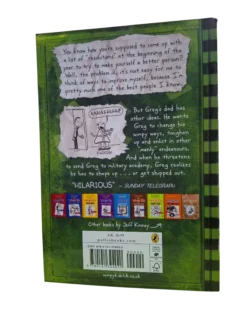 You know how you're supposed to come up with
a list of "resolutions" at the beginning of the
year to try to make yourself a better person?
Well, the problem is, it's not easy for me to
think of ways to improve myself, because I'm
pretty much one of the best people I know.
But Greg's dad has
other ideas. He wants
Greg to change his
wimpy ways, toughen
up and enlist in other
"manly" endeavours.
And when he threatens
to send Greg to military academy, Greg realizes
he has to shape up . . . or get shipped out.
"HILARIOUS" – SUNDAY TELEGRAPH
Other books by Jeff Kinney
puffinbooks.com
wimpykidclub.co.uk